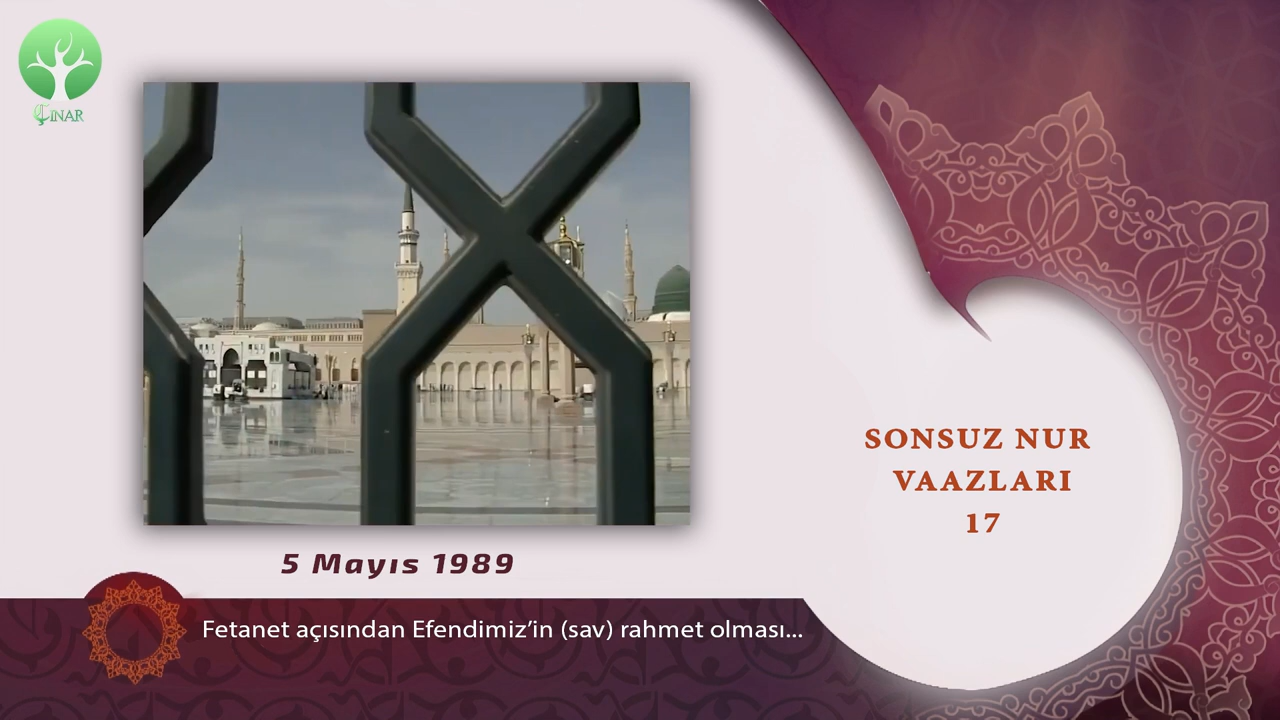 ÇINAR
5 Mayıs 1989
SONSUZ NUR
VAAZLARI
17
Fetanet açısından Efendimiz’in (sav) rahmet olması...